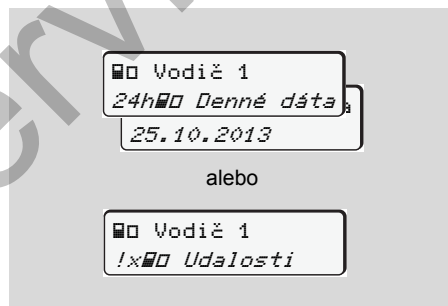 Vodič 1
24h Denné dáta
25.10.2013
alebo
Vodič 1
!x Udalosti